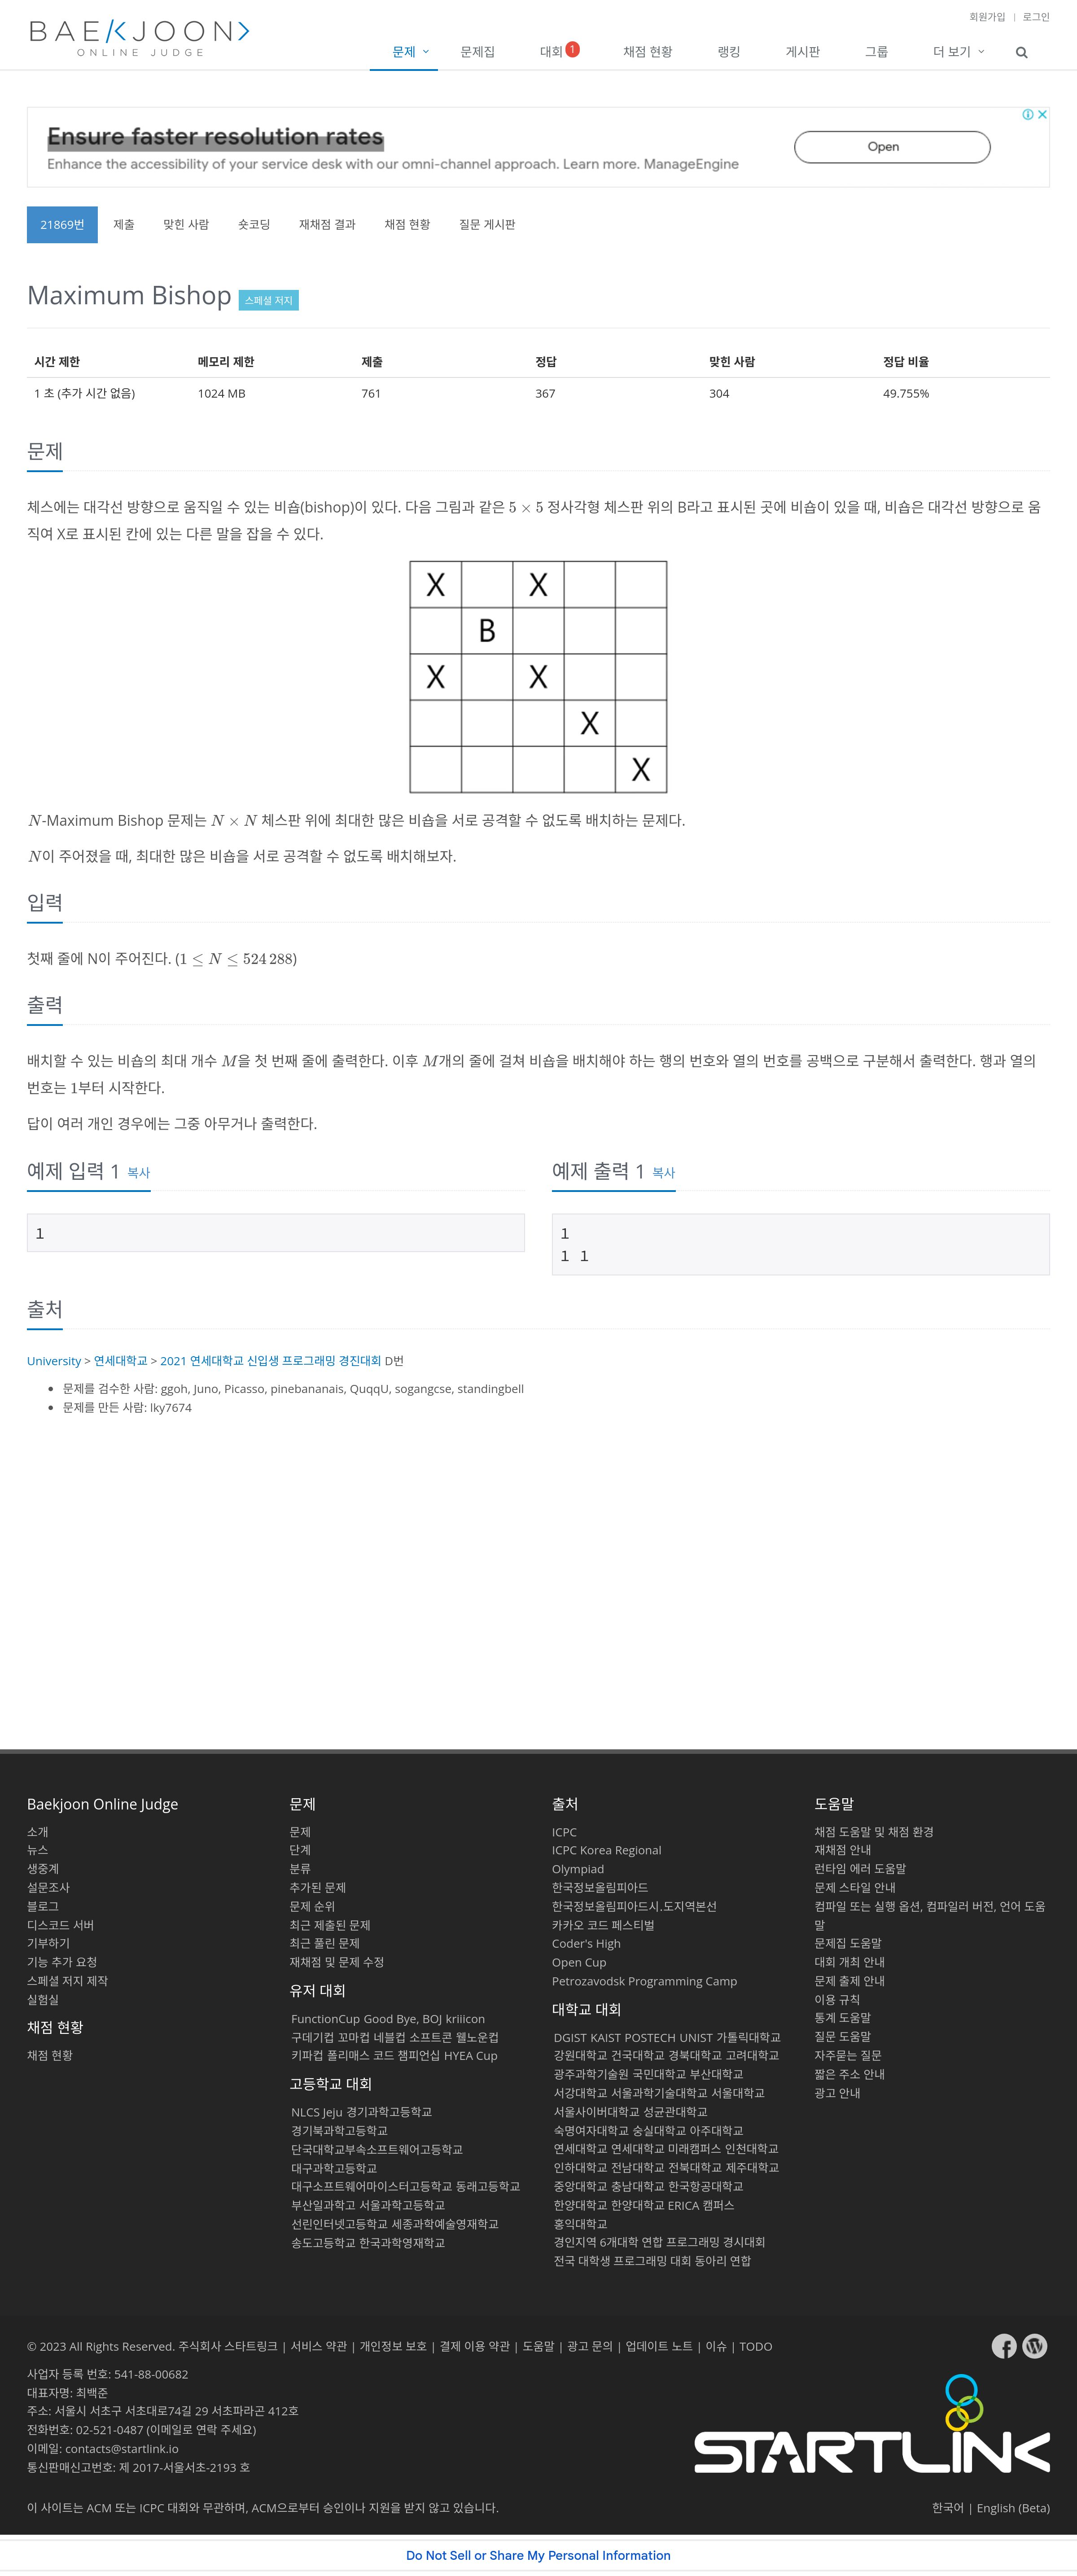 회원가입 | 로그인
BAEKJOON>
ONLINE JUDGE
문제 문제집 대회 1 채점 현황 랭킹 게시판 그룹 더 보기
Ensure faster resolution rates
Enhance the accessibility of your service desk with our omni-channel approach. Learn more. ManageEngine
Open
21869번 제출 맞힌 사람 숏코딩 재채점 결과 채점 현황 질문 게시판
Maximum Bishop 스페셜 저지
시간 제한 메모리 제한 제출 정답 맞힌 사람 정답 비율
1 초 (추가 시간 없음) 1024 MB 761 367 304 49.755%
문제
체스에는 대각선 방향으로 움직일 수 있는 비숍(bishop)이 있다. 다음 그림과 같은 5 × 5 정사각형 체스판 위의 B라고 표시된 곳에 비숍이 있을 때, 비숍은 대각선 방향으로 움
직여 X로 표시된 칸에 있는 다른 말을 잡을 수 있다.
X X
B
X X
X
X
N-Maximum Bishop 문제는 N × N 체스판 위에 최대한 많은 비숍을 서로 공격할 수 없도록 배치하는 문제다.
N이 주어졌을 때, 최대한 많은 비숍을 서로 공격할 수 없도록 배치해보자.
입력
첫째 줄에 N이 주어진다. (1 ≤ N ≤ 524 288)
출력
배치할 수 있는 비숍의 최대 개수 M을 첫 번째 줄에 출력한다. 이후 M개의 줄에 걸쳐 비숍을 배치해야 하는 행의 번호와 열의 번호를 공백으로 구분해서 출력한다. 행과 열의
번호는 1부터 시작한다.
답이 여러 개인 경우에는 그중 아무거나 출력한다.
예제 입력 1 복사
1
예제 출력 1 복사
1
1 1
출처
University > 연세대학교 > 2021 연세대학교 신입생 프로그래밍 경진대회 D번
• 문제를 검수한 사람: ggoh, Juno, Picasso, pinebananais, QuqqU, sogangcse, standingbell
• 문제를 만든 사람: lky7674
Baekjoon Online Judge
소개
뉴스
생중계
설문조사
블로그
디스코드 서버
기부하기
기능 추가 요청
스페셜 저지 제작
실험실
채점 현황
채점 현황
문제
문제
단계
분류
추가된 문제
문제 순위
최근 제출된 문제
최근 풀린 문제
재채점 및 문제 수정
유저 대회
FunctionCup Good Bye, BOJ kriiicon
구데기컵 꼬마컵 네블컵 소프트콘 웰노운컵
키파컵 폴리매스 코드 챔피언십 HYEA Cup
고등학교 대회
NLCS Jeju 경기과학고등학교
경기북과학고등학교
단국대학교부속소프트웨어고등학교
대구과학고등학교
대구소프트웨어마이스터고등학교 동래고등학교
부산일과학고 서울과학고등학교
선린인터넷고등학교 세종과학예술영재학교
송도고등학교 한국과학영재학교
출처
ICPC
ICPC Korea Regional
Olympiad
한국정보올림피아드
한국정보올림피아드시.도지역본선
카카오 코드 페스티벌
Coder's High
Open Cup
Petrozavodsk Programming Camp
대학교 대회
DGIST KAIST POSTECH UNIST 가톨릭대학교
강원대학교 건국대학교 경북대학교 고려대학교
광주과학기술원 국민대학교 부산대학교
서강대학교 서울과학기술대학교 서울대학교
서울사이버대학교 성균관대학교
숙명여자대학교 숭실대학교 아주대학교
연세대학교 연세대학교 미래캠퍼스 인천대학교
인하대학교 전남대학교 전북대학교 제주대학교
중앙대학교 충남대학교 한국항공대학교
한양대학교 한양대학교 ERICA 캠퍼스
홍익대학교
경인지역 6개대학 연합 프로그래밍 경시대회
전국 대학생 프로그래밍 대회 동아리 연합
도움말
채점 도움말 및 채점 환경
재채점 안내
런타임 에러 도움말
문제 스타일 안내
컴파일 또는 실행 옵션, 컴파일러 버전, 언어 도움
말
문제집 도움말
대회 개최 안내
문제 출제 안내
이용 규칙
통계 도움말
질문 도움말
자주묻는 질문
짧은 주소 안내
광고 안내
© 2023 All Rights Reserved. 주식회사 스타트링크 | 서비스 약관 | 개인정보 보호 | 결제 이용 약관 | 도움말 | 광고 문의 | 업데이트 노트 | 이슈 | TODO
사업자 등록 번호: 541-88-00682
대표자명: 최백준
주소: 서울시 서초구 서초대로74길 29 서초파라곤 412호
전화번호: 02-521-0487 (이메일로 연락 주세요)
이메일: contacts@startlink.io
통신판매신고번호: 제 2017-서울서초-2193 호
STARTLINK
이 사이트는 ACM 또는 ICPC 대회와 무관하며, ACM으로부터 승인이나 지원을 받지 않고 있습니다.
한국어 | English (Beta)
Do Not Sell or Share My Personal Information